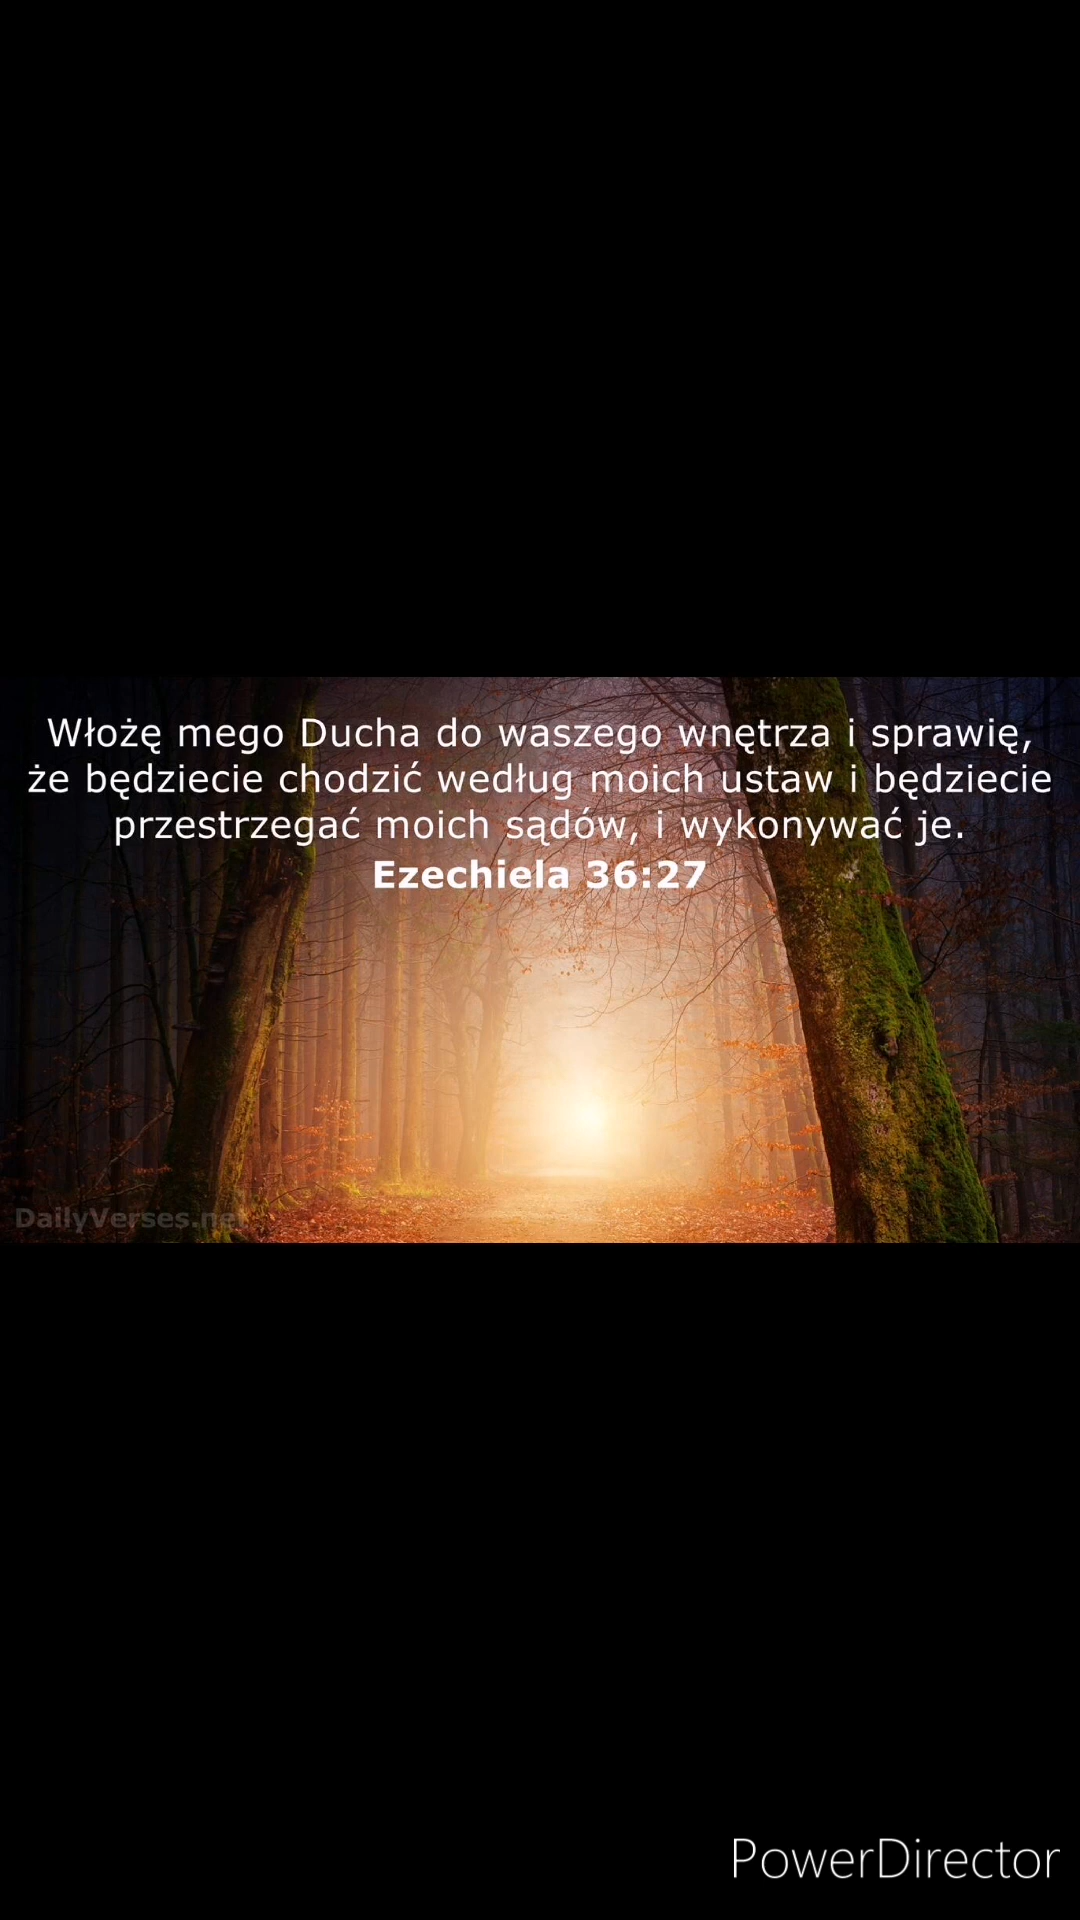 Włożę mego Ducha do waszego wnętrza i sprawię,
że będziecie chodzić według moich ustaw i będziecie
przestrzegać moich sądów, i wykonywać je.
Ezechiela 36:27
DailyVerses.net
PowerDirector